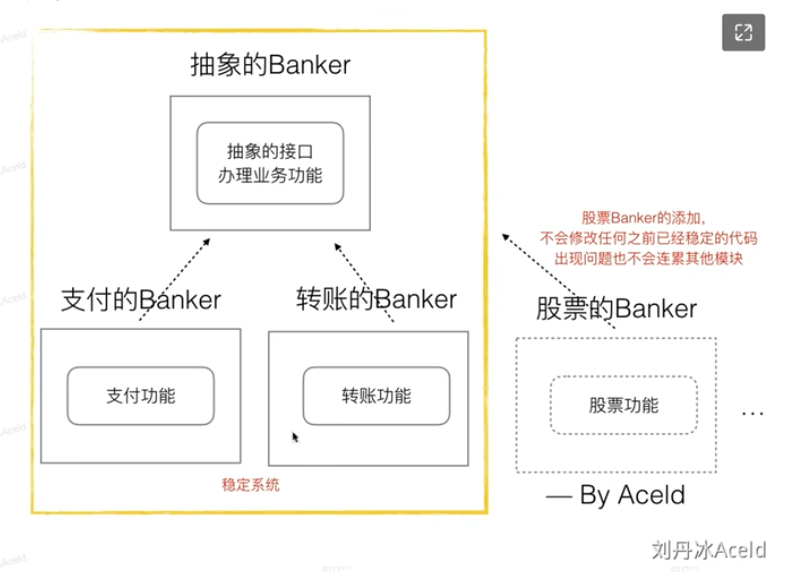 抽象的Banker
抽象的接口
办理业务功能
股票Banker的添加，
不会修改任何之前已经稳定的代码
出现问题也不会连累其他模块
支付的Banker
转账的Banker
股票的Banker
支付功能
转账功能
股票功能
...
稳定系统
— By Aceld
刘丹冰Aceld
Aceld
Aceld
Aceld
Aceld
Aceld